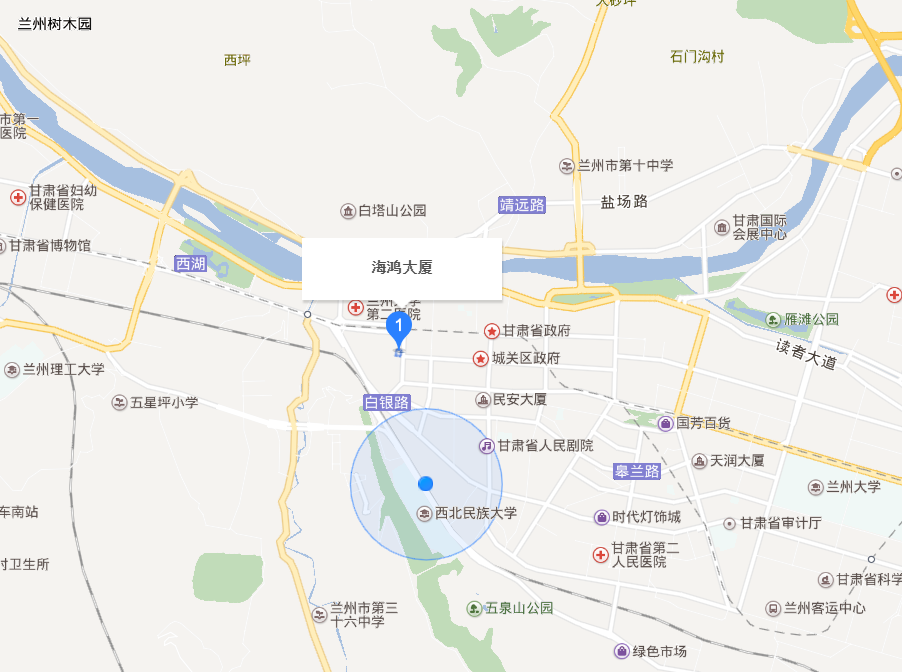 大砂坪
兰州树木园
西坪
石门沟村
市第一
医院
兰州市第十中学
甘肃省妇幼
保健医院
白塔山公园
靖远路
盐场路
甘肃国际
会展中心
甘肃省博物馆
西湖
海鸿大厦
兰州大学
第二医院
1
甘肃省政府
雁滩公园
城关区政府
读者大道
兰州理工大学
五星坪小学
白银路
民安大厦
国芳百货
甘肃省人民剧院
皋兰路
天润大厦
兰州大学
西北民族大学
车南站
时代灯饰城
甘肃省审计厅
甘肃省第二
人民医院
村卫生所
甘肃省科学
兰州市第三
十六中学
五泉山公园
兰州客运中心
绿色市场